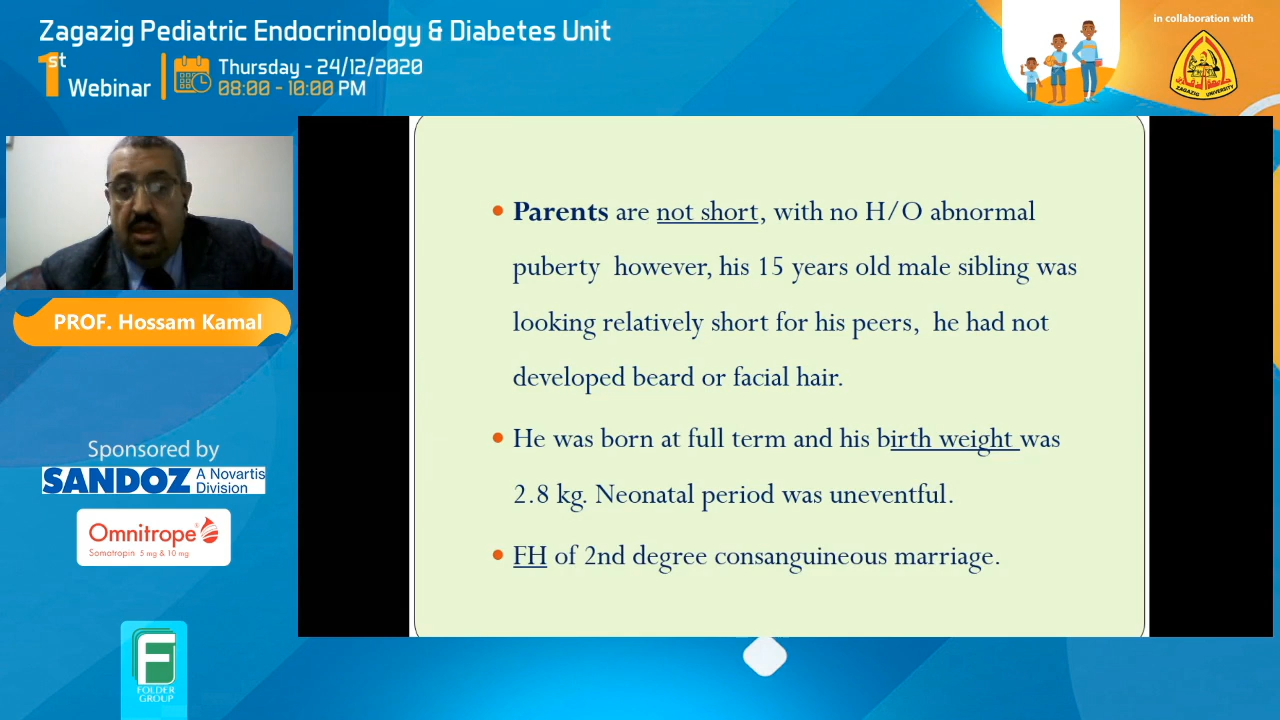 Zagazig Pediatric Endocrinology & Diabetes Unit
1st Webinar
Thursday - 24/12/2020
08:00 - 10:00 PM
in collaboration with
ZAGAZIG UNIVERSITY
PROF. Hossam Kamal
Sponsored by
SANDOZ A Novartis
Division
Omnitrope®
Somatropin 5 mg & 10 mg
FOLDER
GROUP
• Parents are not short, with no H/O abnormal
puberty however, his 15 years old male sibling was
looking relatively short for his peers, he had not
developed beard or facial hair.
• He was born at full term and his birth weight was
2.8 kg. Neonatal period was uneventful.
• FH of 2nd degree consanguineous marriage.